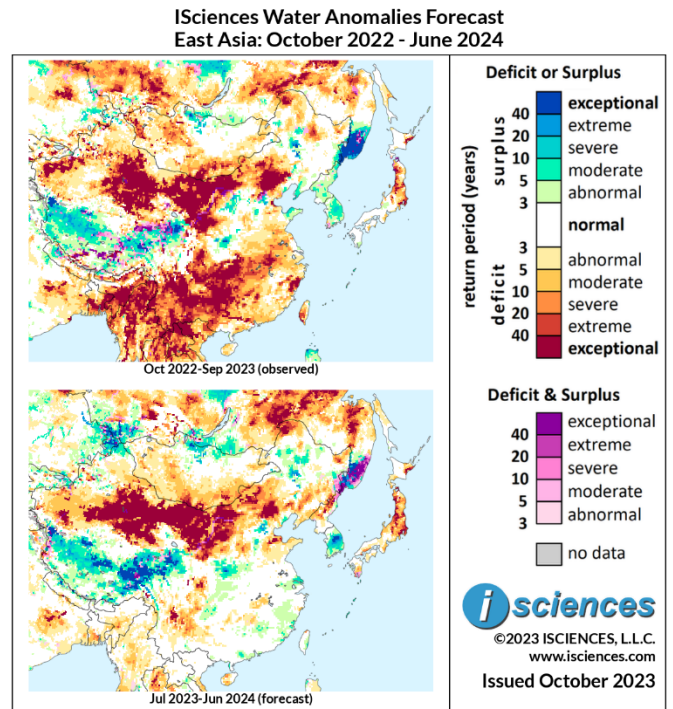 ISciences Water Anomalies Forecast
East Asia: October 2022 - June 2024
Oct 2022-Sep 2023 (observed)
Jul 2023-Jun 2024 (forecast)
Deficit or Surplus
return period (years)
surplus
deficit
exceptional
40
extreme
20
severe
10
moderate
5
abnormal
3
normal
3
abnormal
5
moderate
10
severe
20
extreme
40
exceptional
Deficit & Surplus
exceptional
40
extreme
20
severe
10
moderate
5
abnormal
3
no data
i sciences
©2023 ISCIENCES, L.L.C.
www.isciences.com
Issued October 2023